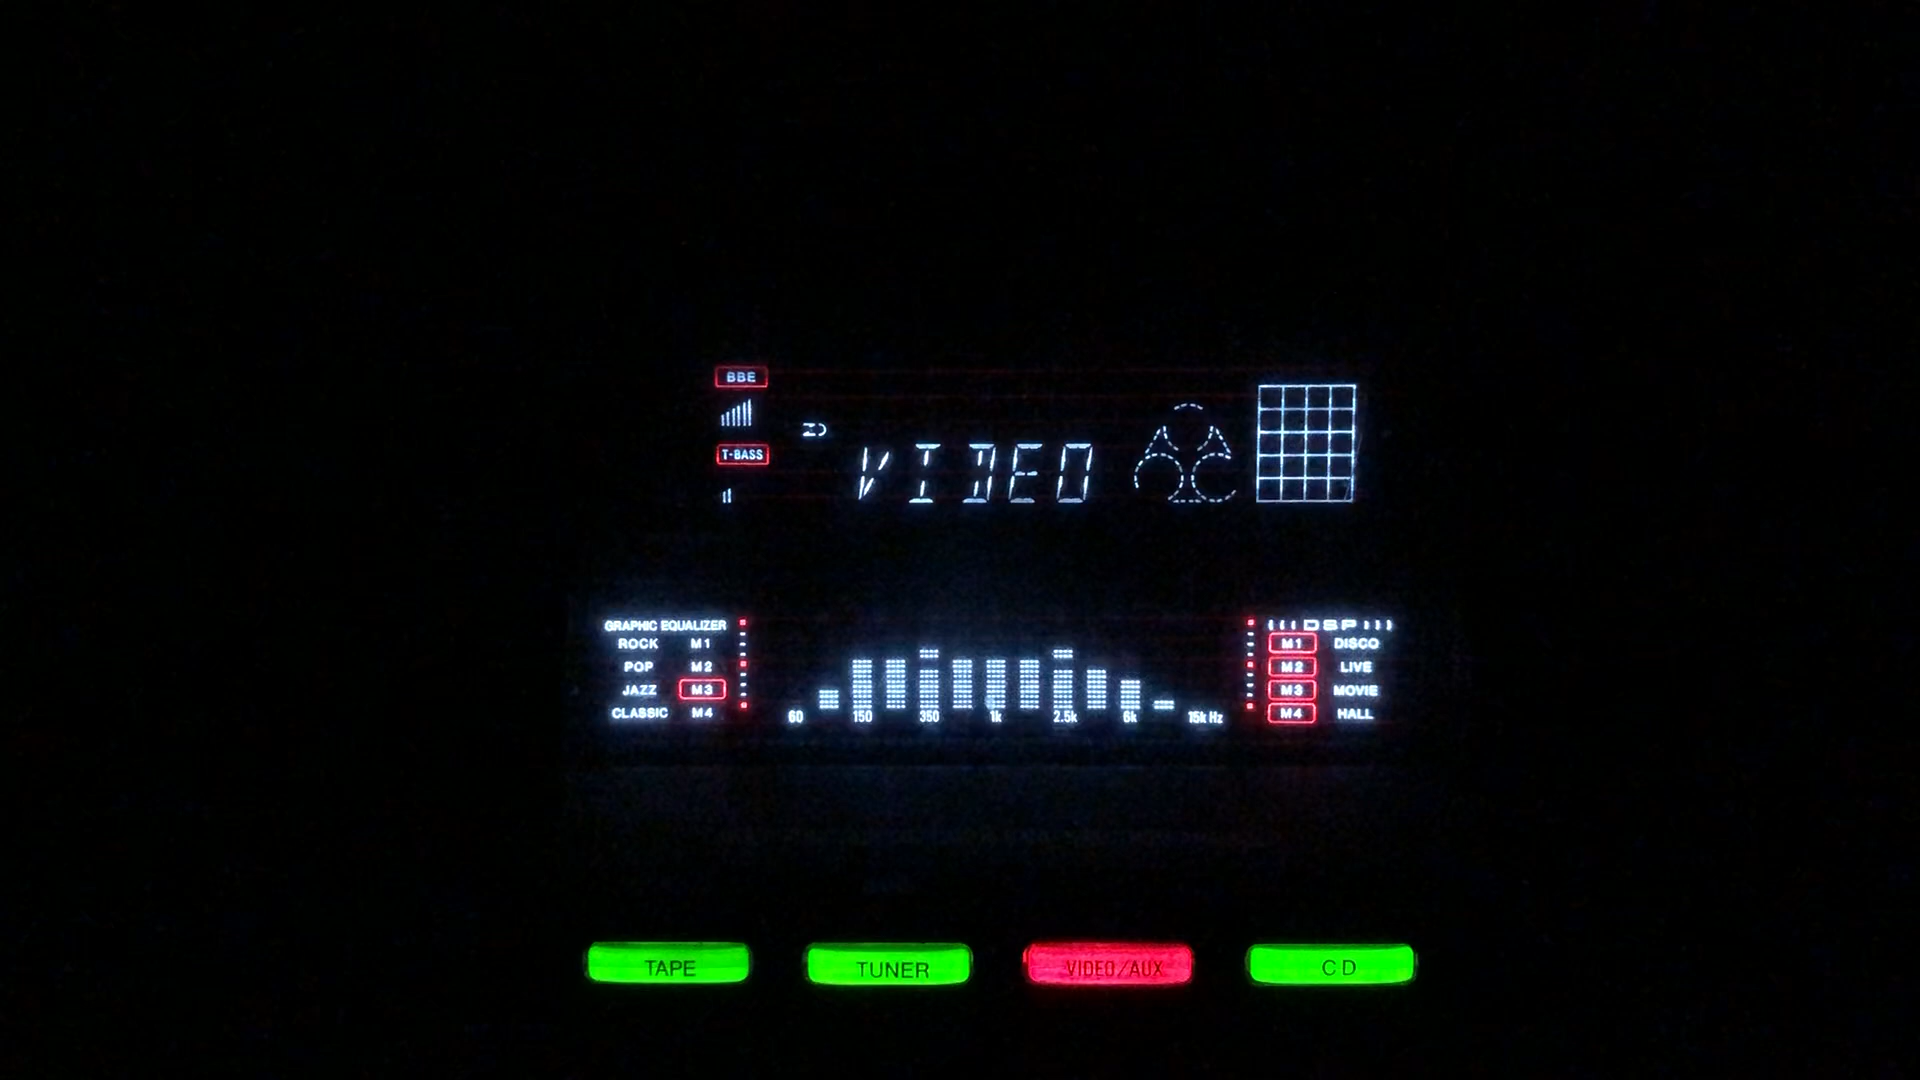 BBE
T-BASS
VIDEO
GRAPHIC EQUALIZER
ROCK M1
POP M2
JAZZ M3
CLASSIC M4
60 150 350 1k 2.5k 6k 15k Hz
DSP
M1 DISCO
M2 LIVE
M3 MOVIE
M4 HALL
TAPE TUNER VIDEO/AUX CD